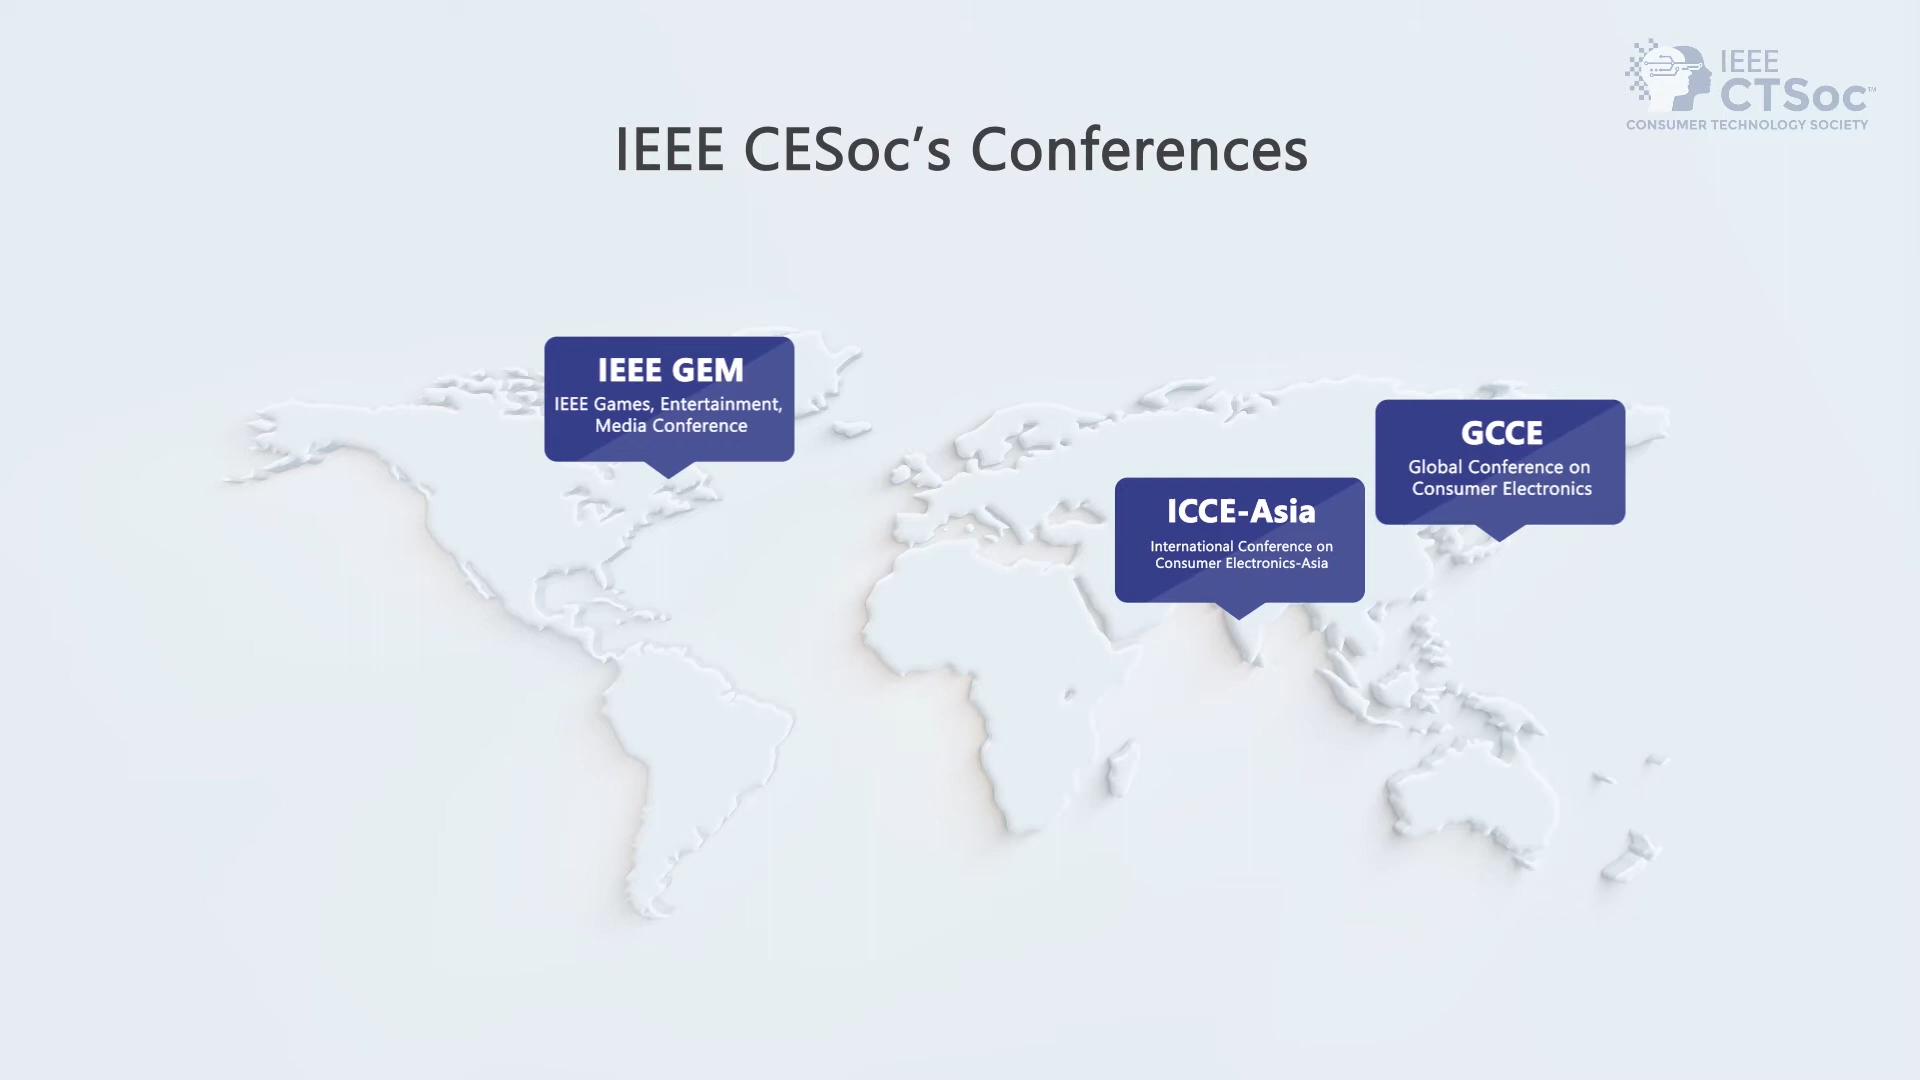 IEEE
CTSoc™
CONSUMER TECHNOLOGY SOCIETY
IEEE CESoc’s Conferences
IEEE GEM
IEEE Games, Entertainment,
Media Conference
GCCE
Global Conference on
Consumer Electronics
ICCE-Asia
International Conference on
Consumer Electronics-Asia